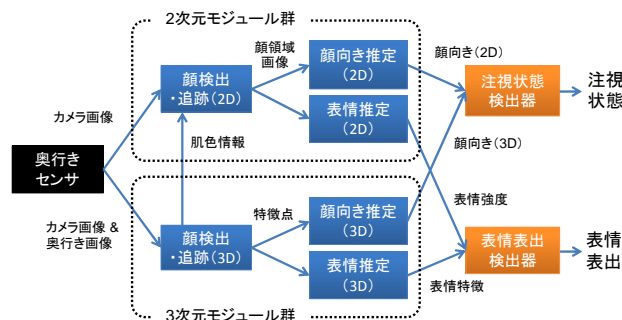 2次元モジュール群
顔検出
・追跡(2D)
顔領域
画像
顔向き推定
(2D)
表情推定
(2D)
顔向き(2D)
注視状態
検出器
注視
状態
カメラ画像
肌色情報
顔向き(3D)
奥行き
センサ
カメラ画像 &
奥行き画像
顔検出
・追跡(3D)
特徴点
顔向き推定
(3D)
表情推定
(3D)
表情強度
表情特徴
表情表出
検出器
表情
表出
3次元モジュール群